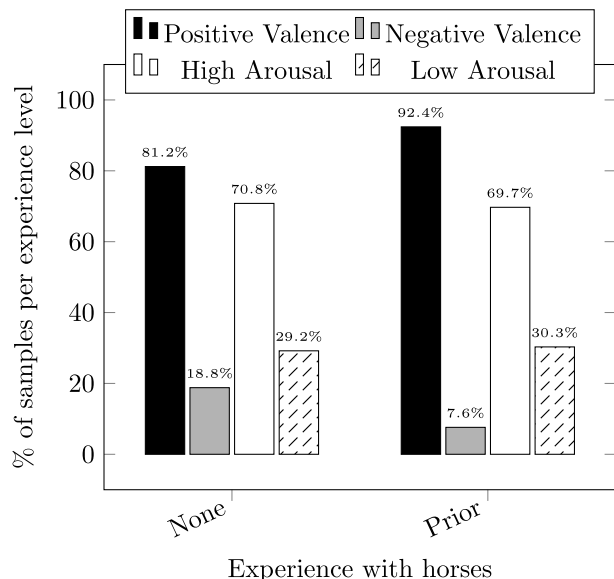 Positive Valence Negative Valence
High Arousal Low Arousal
% of samples per experience level
100
80
60
40
20
0
81.2%
18.8%
70.8%
29.2%
92.4%
7.6%
69.7%
30.3%
None Prior
Experience with horses